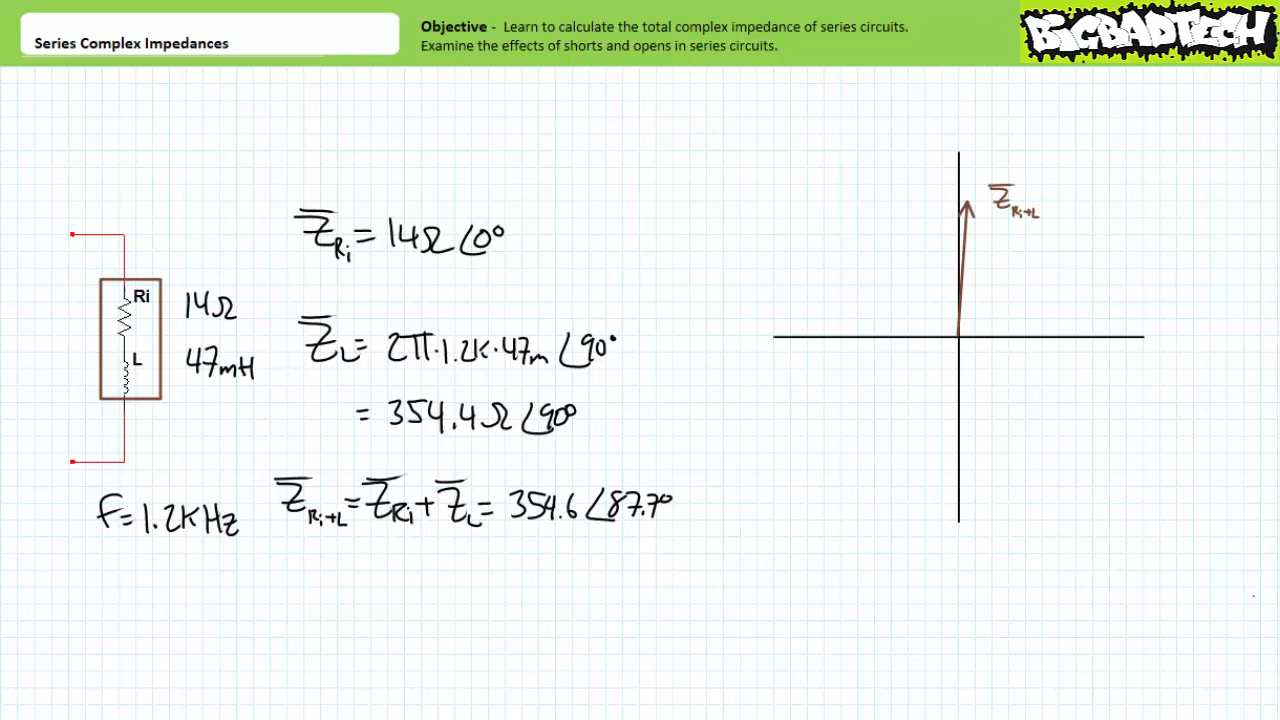 Series Complex Impedances
Objective - Learn to calculate the total complex impedance of series circuits.
Examine the effects of shorts and opens in series circuits.
BIGBADTECH
Z̅Ri = 14Ω∠0°
Ri
14Ω
L
47mH
Z̅L = 2π·1.2K·47m∠90°
= 354.4Ω∠90°
F=1.2KHz
Z̅Ri+L = Z̅Ri + Z̅L = 354.6∠87.7°
Z̅Ri+L